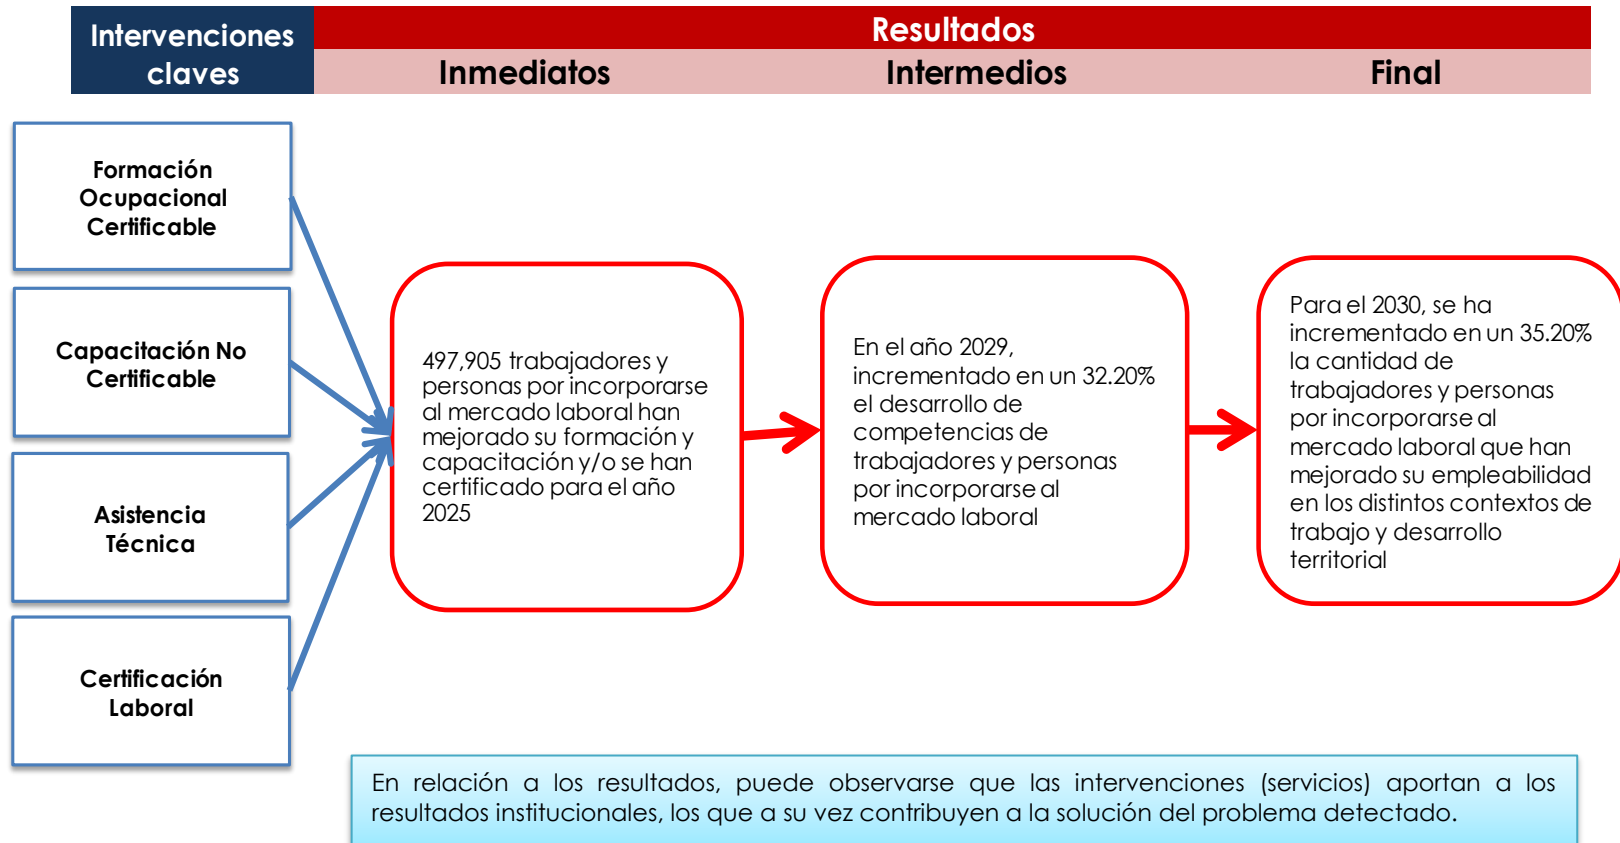 Intervenciones
claves
Resultados
Inmediatos
Intermedios
Final
Formación
Ocupacional
Certificable
Capacitación No
Certificable
Asistencia
Técnica
Certificación
Laboral
497,905 trabajadores y
personas por incorporarse
al mercado laboral han
mejorado su formación y
capacitación y/o se han
certificado para el año
2025
En el año 2029,
incrementado en un 32.20%
el desarrollo de
competencias de
trabajadores y personas
por incorporarse al
mercado laboral
Para el 2030, se ha
incrementado en un 35.20%
la cantidad de
trabajadores y personas
por incorporarse al
mercado laboral que han
mejorado su empleabilidad
en los distintos contextos de
trabajo y desarrollo
territorial
En relación a los resultados, puede observarse que las intervenciones (servicios) aportan a los
resultados institucionales, los que a su vez contribuyen a la solución del problema detectado.